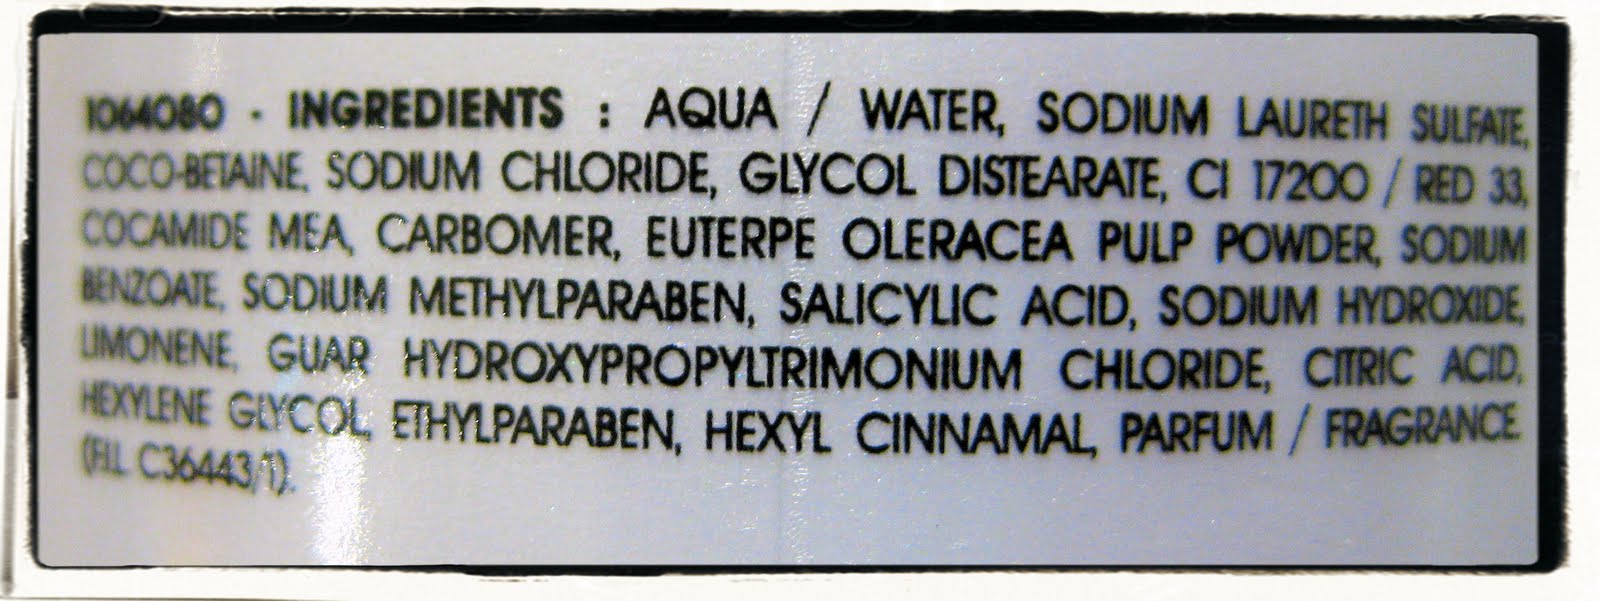 1064080 - INGREDIENTS : AQUA / WATER, SODIUM LAURETH SULFATE,
COCO-BETAINE, SODIUM CHLORIDE, GLYCOL DISTEARATE, CI 17200 / RED 33,
COCAMIDE MEA, CARBOMER, EUTERPE OLERACEA PULP POWDER, SODIUM
BENZOATE, SODIUM METHYLPARABEN, SALICYLIC ACID, SODIUM HYDROXIDE,
LIMONENE, GUAR HYDROXYPROPYLTRIMONIUM CHLORIDE, CITRIC ACID,
HEXYLENE GLYCOL, ETHYLPARABEN, HEXYL CINNAMAL, PARFUM / FRAGRANCE
(F.I.L. C36443/1).